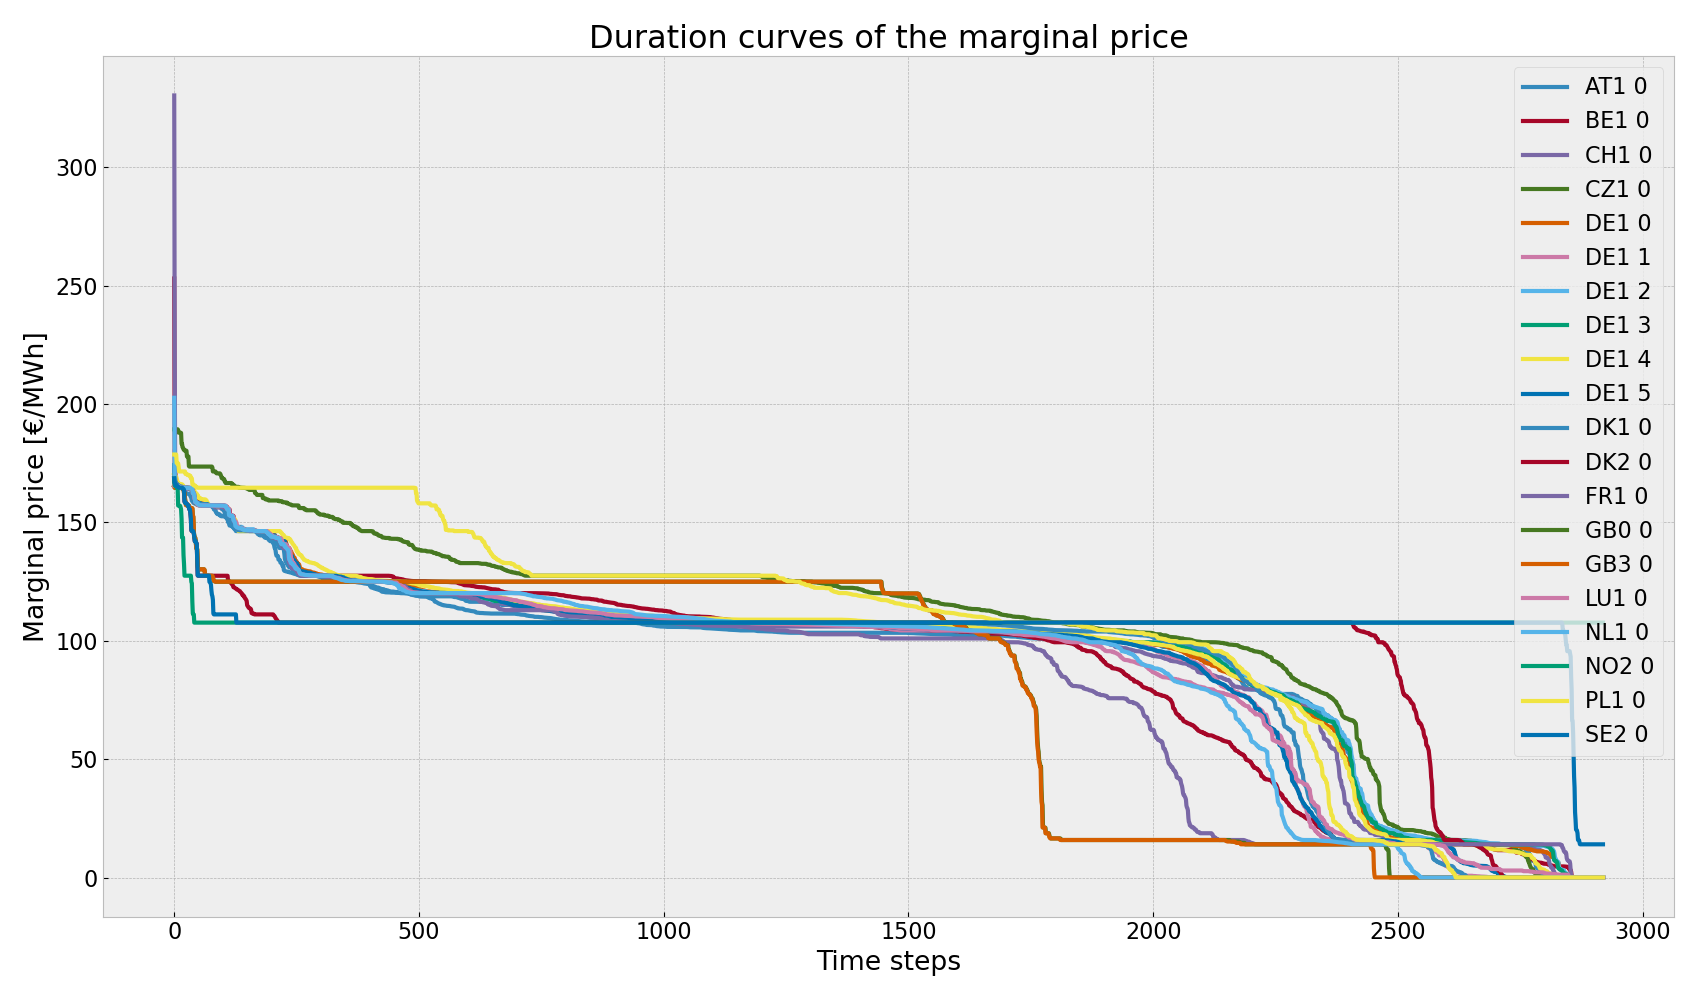 Duration curves of the marginal price
Marginal price [€/MWh]
300
250
200
150
100
50
0
0 500 1000 1500 2000 2500 3000
Time steps
AT1 0
BE1 0
CH1 0
CZ1 0
DE1 0
DE1 1
DE1 2
DE1 3
DE1 4
DE1 5
DK1 0
DK2 0
FR1 0
GB0 0
GB3 0
LU1 0
NL1 0
NO2 0
PL1 0
SE2 0